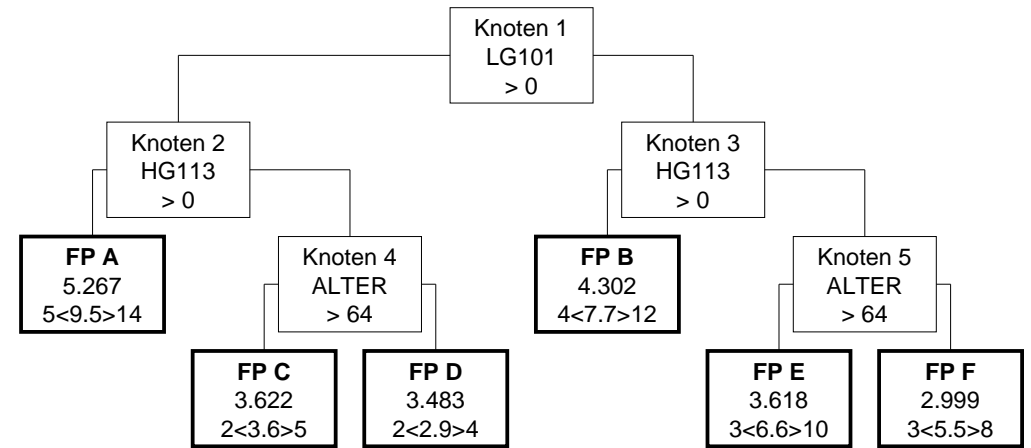 Knoten 1
LG101
> 0
Knoten 2
HG113
> 0
Knoten 3
HG113
> 0
FP A
5.267
5<9.5>14
Knoten 4
ALTER
> 64
FP B
4.302
4<7.7>12
Knoten 5
ALTER
> 64
FP C
3.622
2<3.6>5
FP D
3.483
2<2.9>4
FP E
3.618
3<6.6>10
FP F
2.999
3<5.5>8